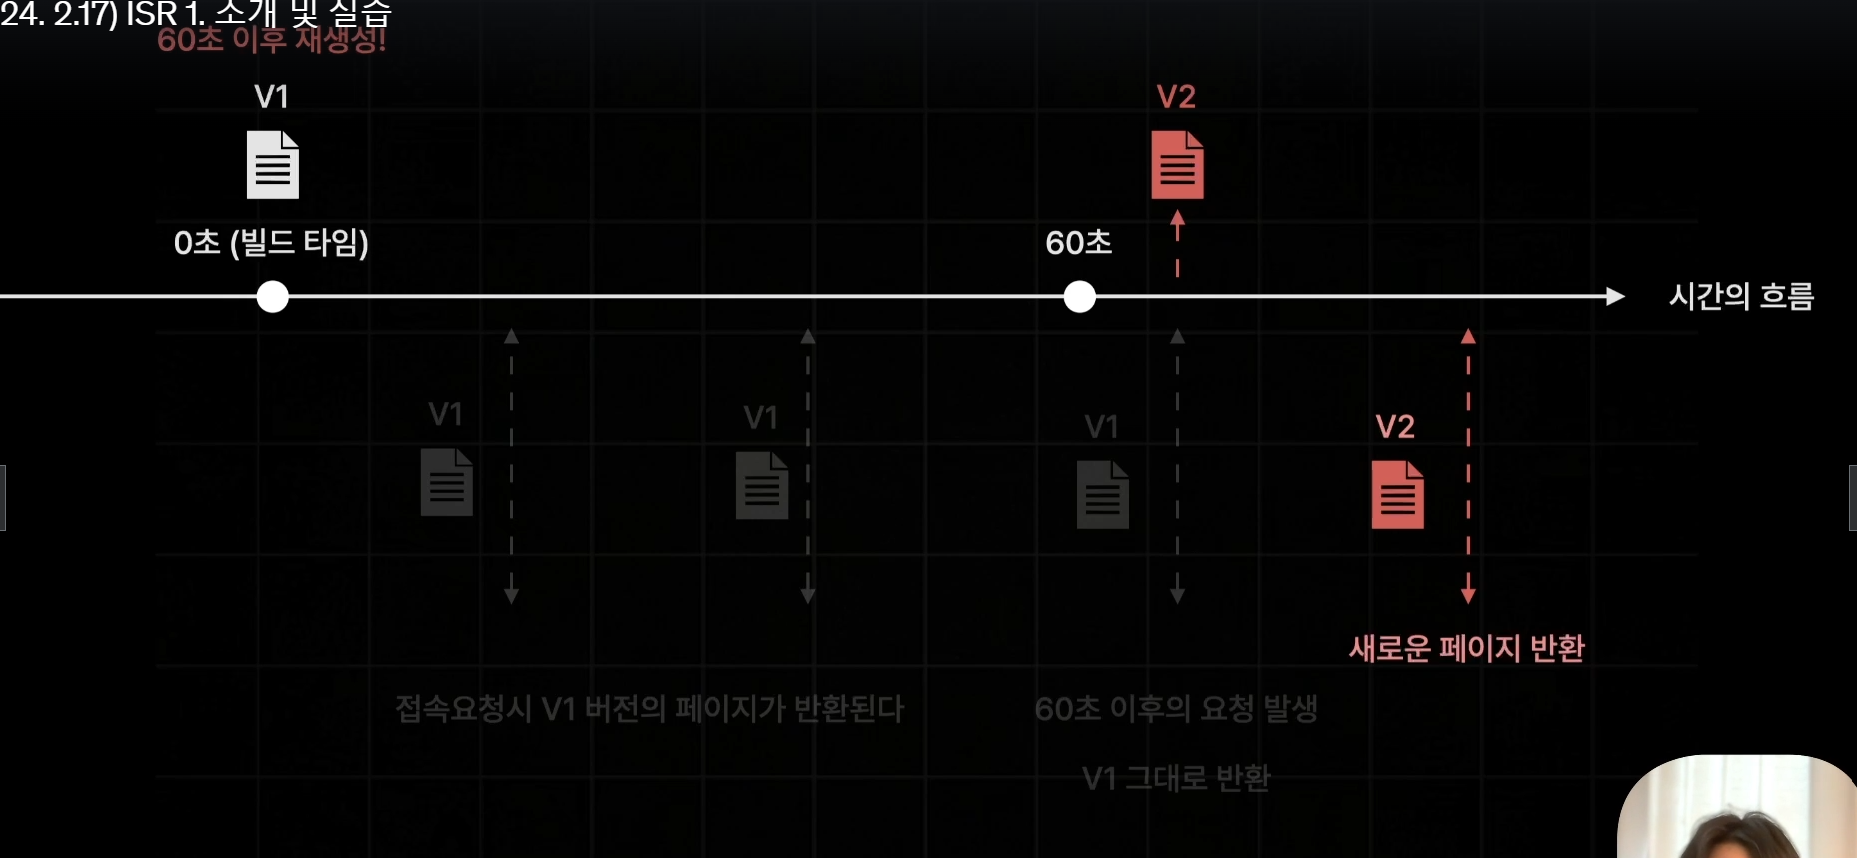 24. 2.17) ISR 1. 소개 및 실습
60초 이후 재생성!
V1
V2
0초 (빌드 타임)
60초
시간의 흐름
V1
V1
V1
V2
새로운 페이지 반환
접속요청시 V1 버전의 페이지가 반환된다
60초 이후의 요청 발생
V1 그대로 반환